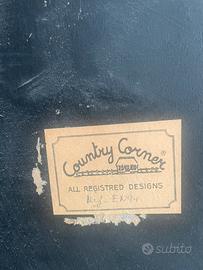 Country Corner®
ALL REGISTRED DESIGNS
subito